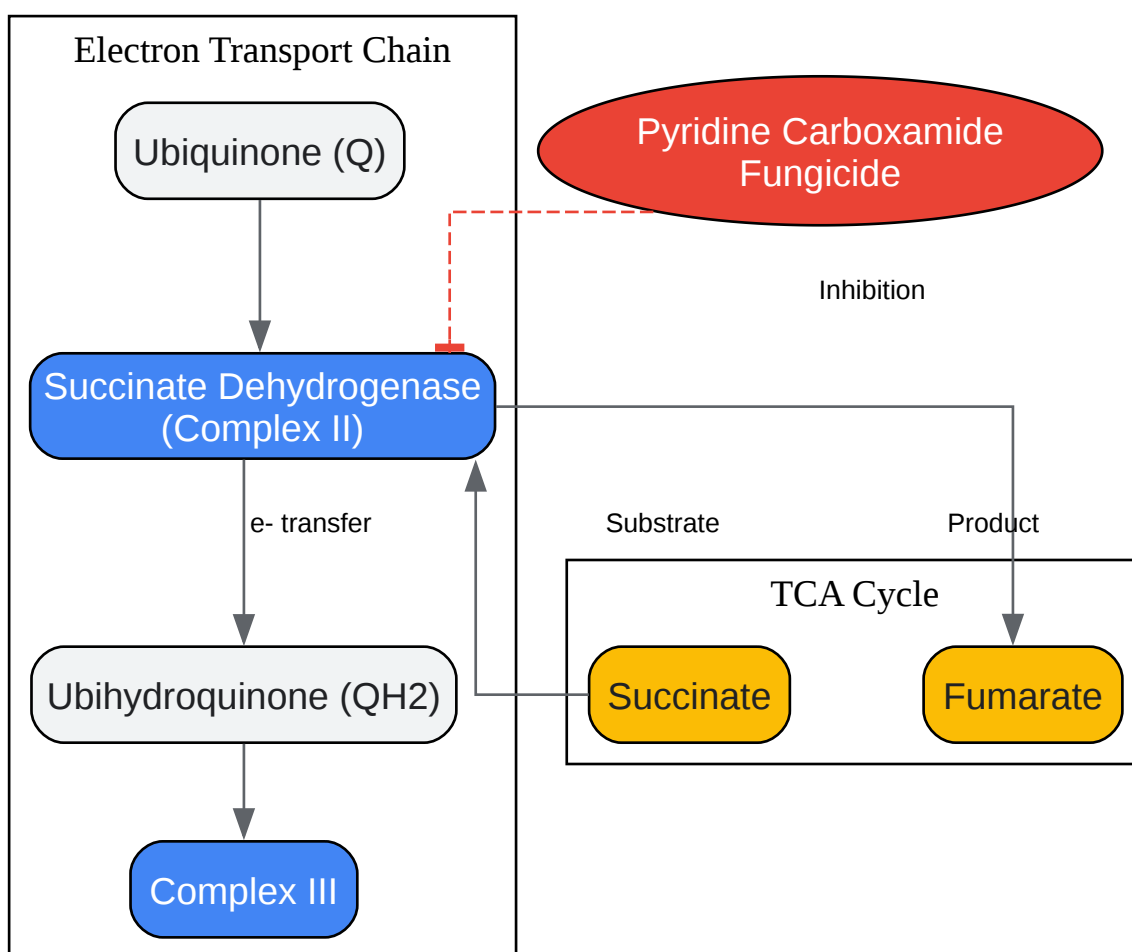 Electron Transport Chain
Ubiquinone (Q)
Pyridine Carboxamide
Fungicide
Inhibition
Succinate Dehydrogenase
(Complex II)
e- transfer
Substrate
Product
TCA Cycle
Ubihydroquinone (QH2)
Succinate
Fumarate
Complex III